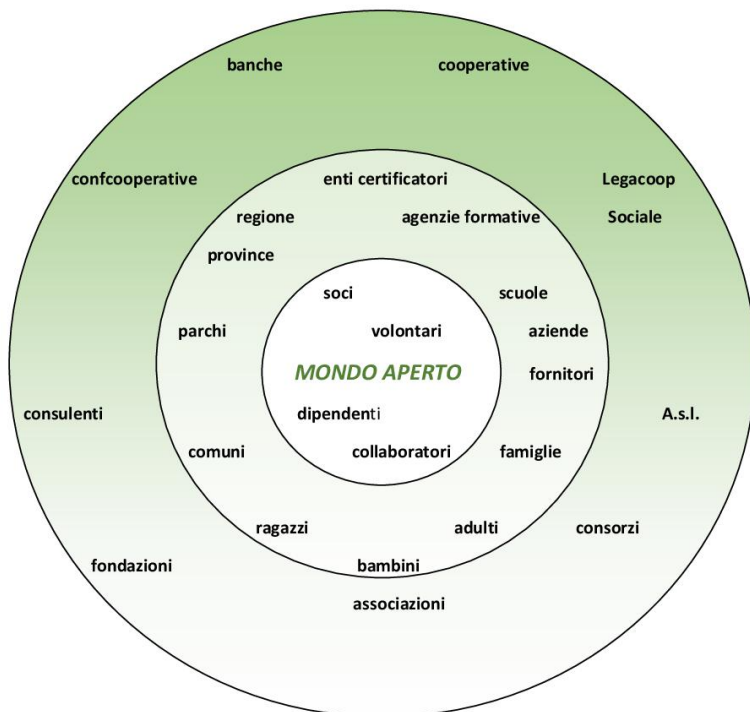 banche cooperative
confcooperative enti certificatori Legacoop
regione agenzie formative Sociale
province
soci scuole
parchi volontari aziende
MONDO APERTO
fornitori
consulenti dipendenti A.s.l.
comuni collaboratori famiglie
ragazzi adulti consorzi
fondazioni bambini
associazioni